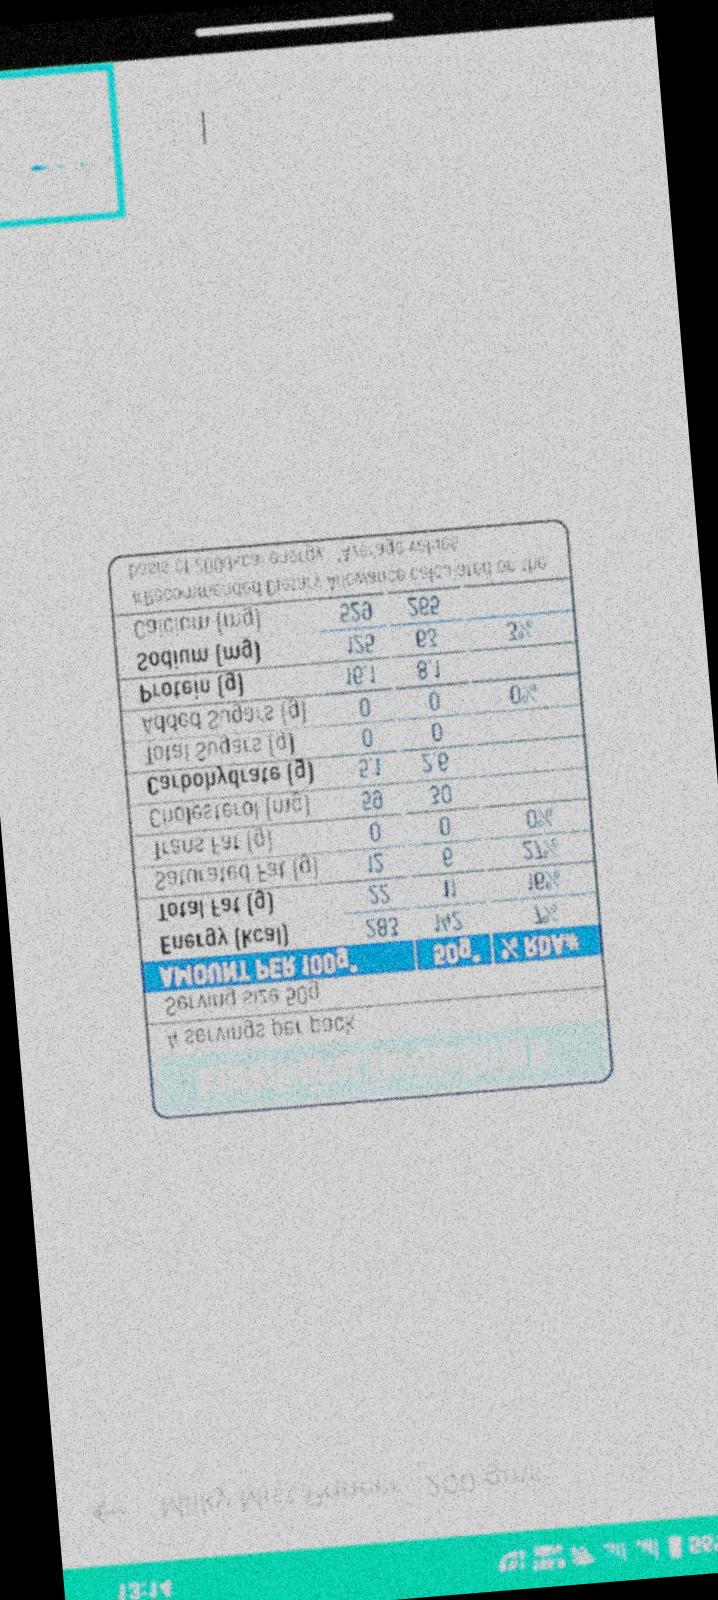 13:14
Milky Mist Paneer 200 gms
4 servings per pack
Serving size 50g
AMOUNT PER 100g* 50g* % RDA#
Energy (kcal) 283 142 7%
Total Fat (g) 22 11 16%
Saturated Fat (g) 12 6 27%
Trans Fat (g) 0 0 0%
Cholesterol (mg) 59 30
Carbohydrate (g) 5.1 2.6
Total Sugars (g) 0 0
Added Sugars (g) 0 0 0%
Protein (g) 16.1 8.1
Sodium (mg) 125 63 3%
Calcium (mg) 529 265
#Recommended Dietary Allowance calculated on the
basis of 2000kcal energy. *Average values